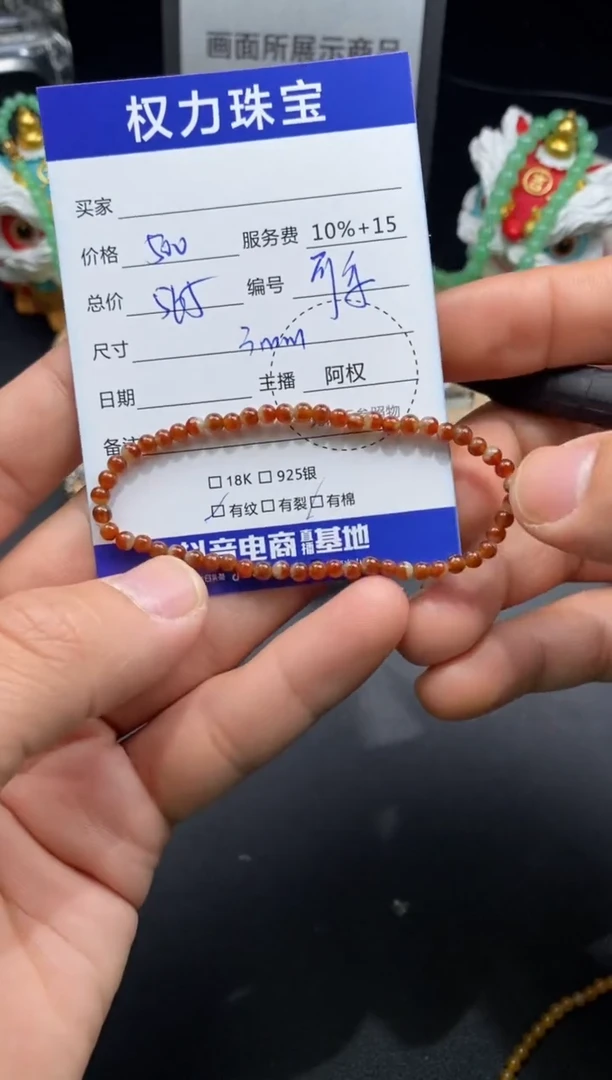 画面所展示商品
权力珠宝
买家
价格 500 服务费 10%+15
总价 565 编号
尺寸 3mm
日期 主播 阿权
备注
□ 18K □ 925银
□ 有纹 □ 有裂 □ 有棉
抖音电商直播基地